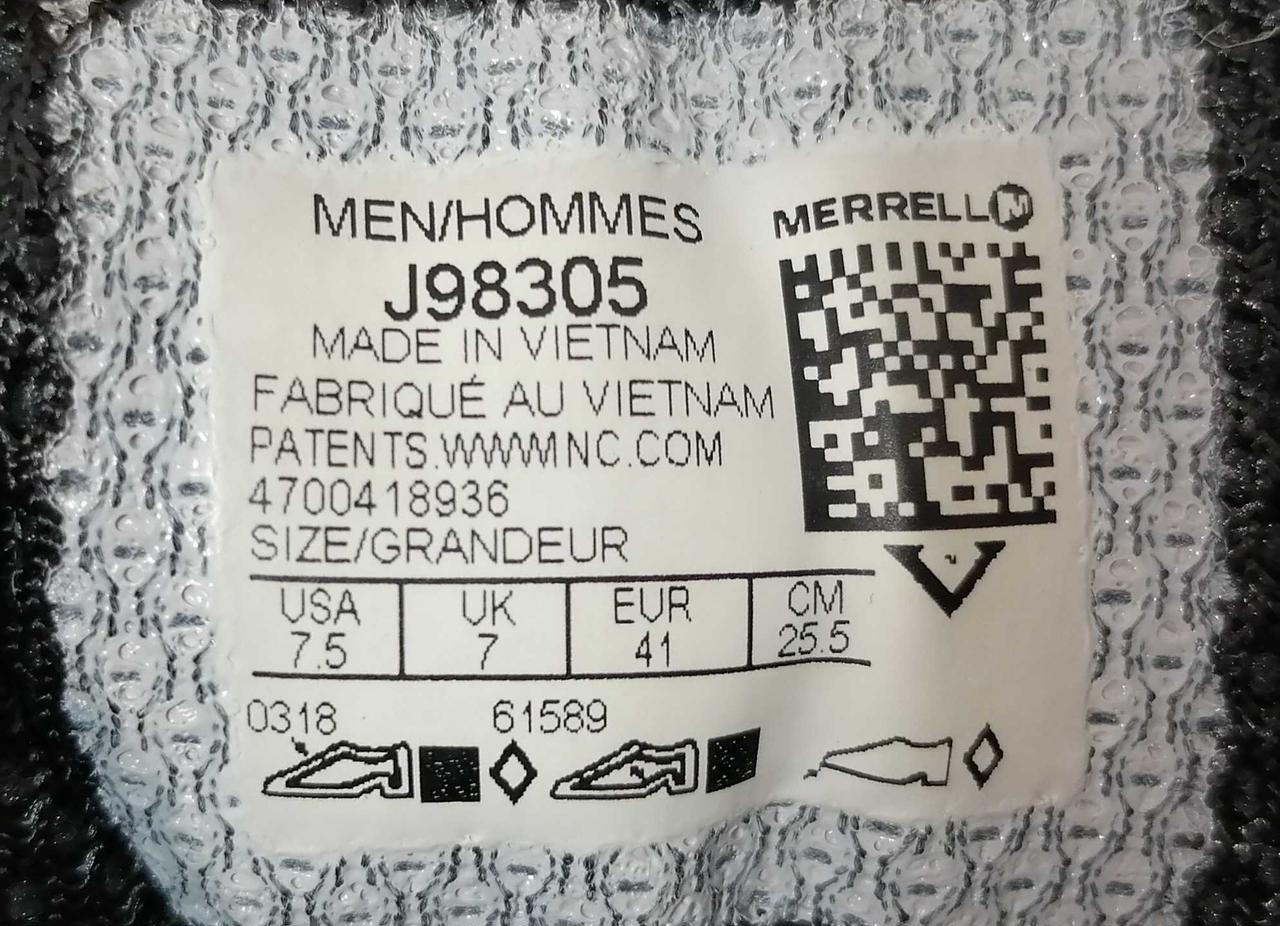 MEN/HOMMES
J98305
MADE IN VIETNAM
FABRIQUÉ AU VIETNAM
PATENTS.WWWINC.COM
4700418936
SIZE/GRANDEUR
USA UK EUR CM
7.5 7 41 25.5
0318 61589
MERRELL M
V